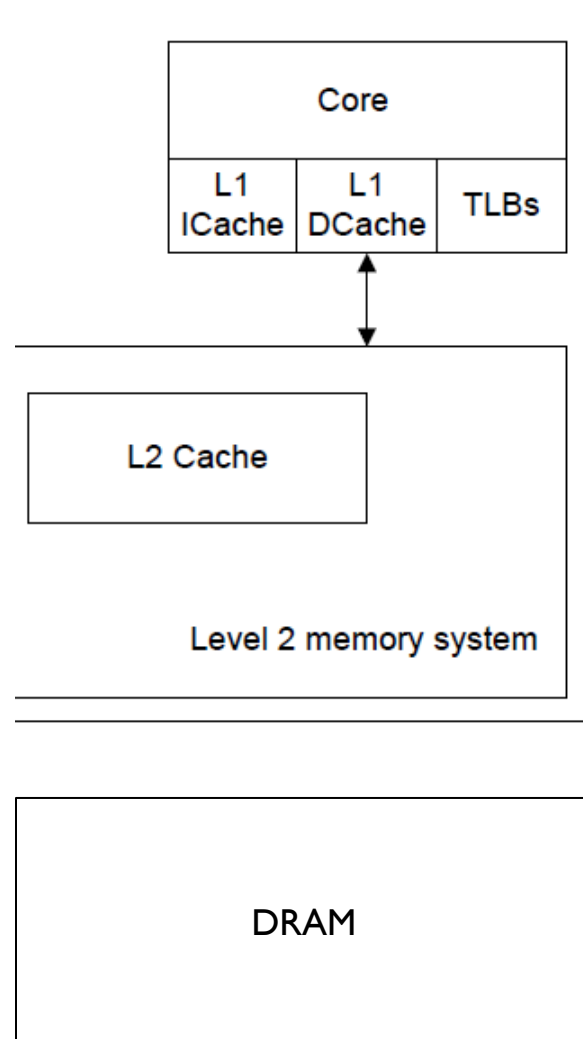 Core
L1
ICache
L1
DCache
TLBs
L2 Cache
Level 2 memory system
DRAM